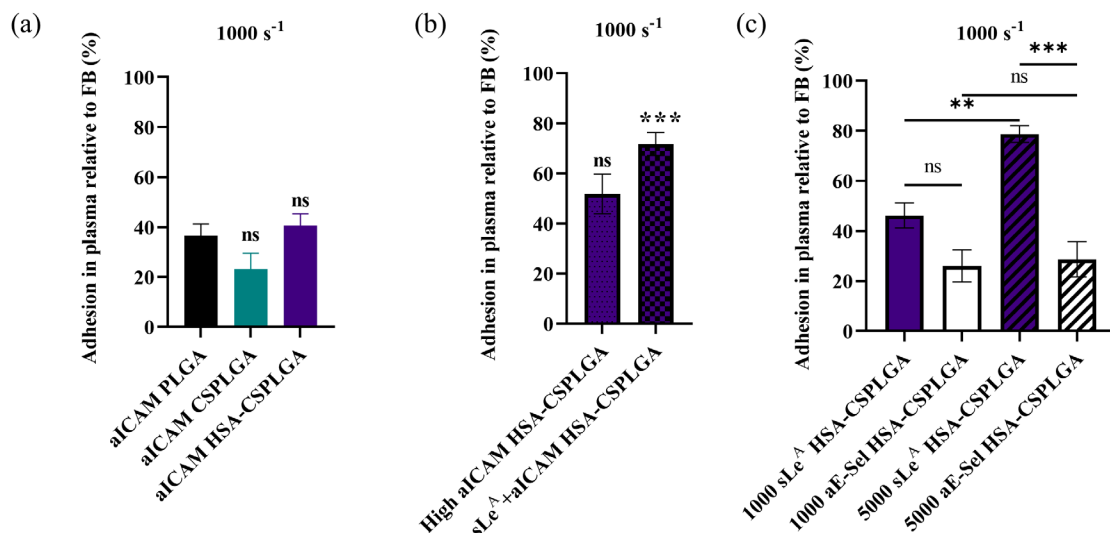 (a)
1000 s⁻¹
Adhesion in plasma relative to FB (%)
100
80
60
40
20
0
ns
ns
aICAM PLGA
aICAM CSPLGA
aICAM HSA-CSPLGA
(b)
1000 s⁻¹
Adhesion in plasma relative to FB (%)
100
80
60
40
20
0
ns
***
High aICAM HSA-CSPLGA
sLeᴬ+aICAM HSA-CSPLGA
(c)
1000 s⁻¹
Adhesion in plasma relative to FB (%)
100
80
60
40
20
0
***
ns
**
ns
1000 sLeᴬ HSA-CSPLGA
1000 aE-Sel HSA-CSPLGA
5000 sLeᴬ HSA-CSPLGA
5000 aE-Sel HSA-CSPLGA